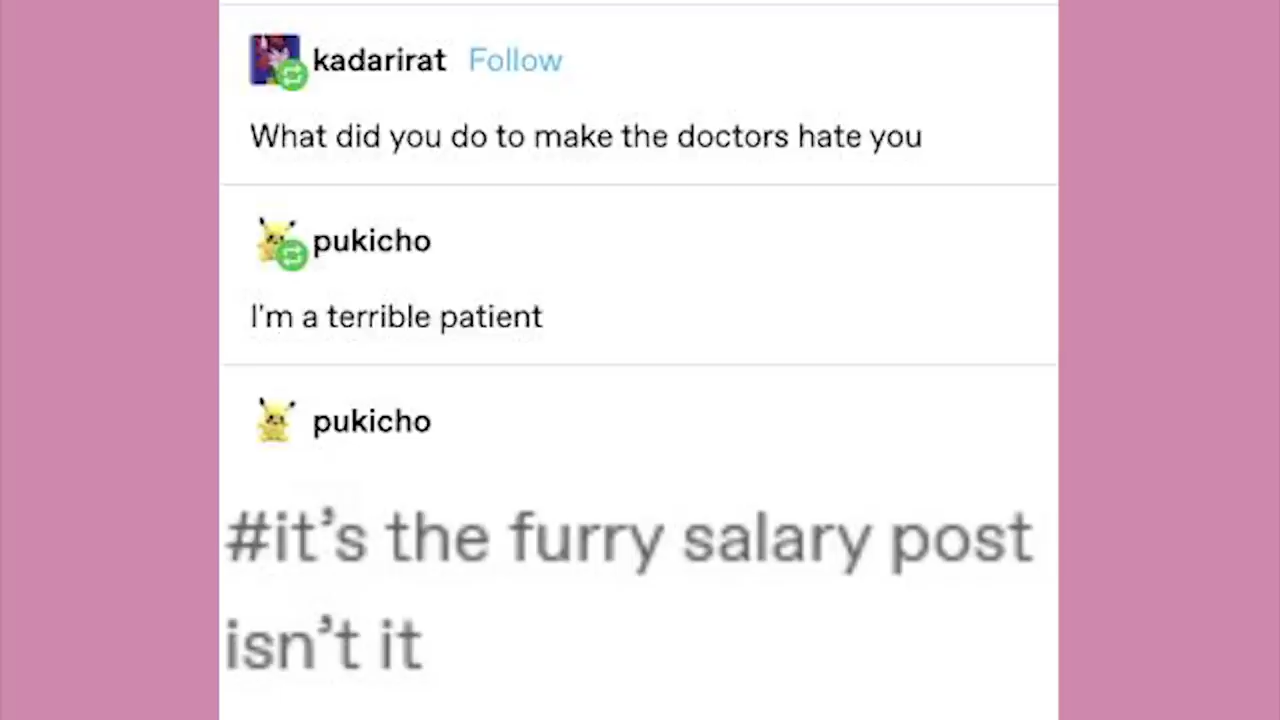 kadarirat Follow
What did you do to make the doctors hate you
pukicho
I'm a terrible patient
pukicho
#it’s the furry salary post
isn’t it